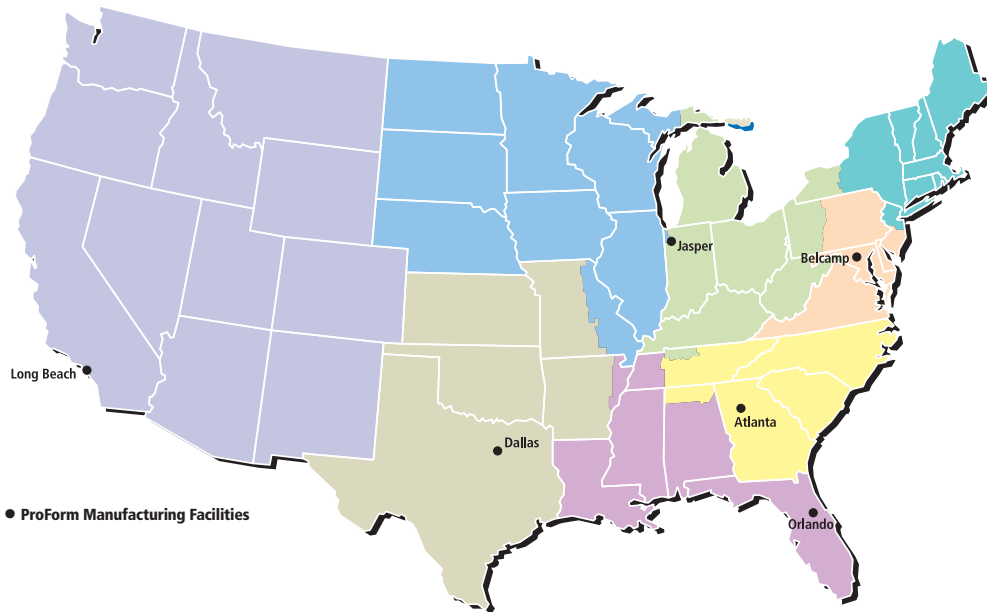 Jasper
Belcamp
Long Beach
Atlanta
Dallas
● ProForm Manufacturing Facilities
Orlando